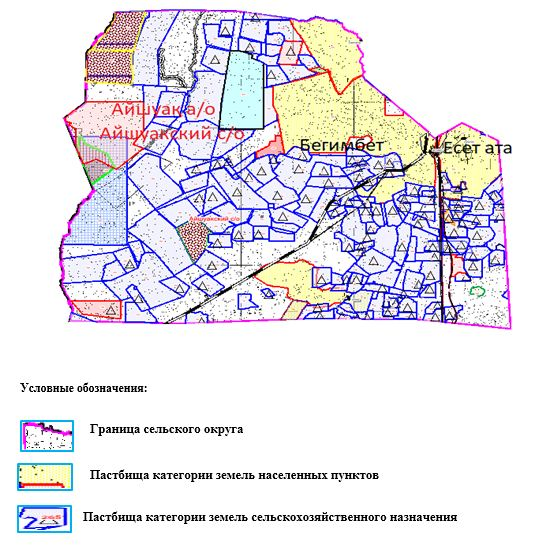 Айшуак а/о
Айшуакский с/о
Бегимбет
Есет ата
Айшуакский с/о
Условные обозначения:
Граница сельского округа
Пастбища категории земель населенных пунктов
Пастбища категории земель сельскохозяйственного назначения